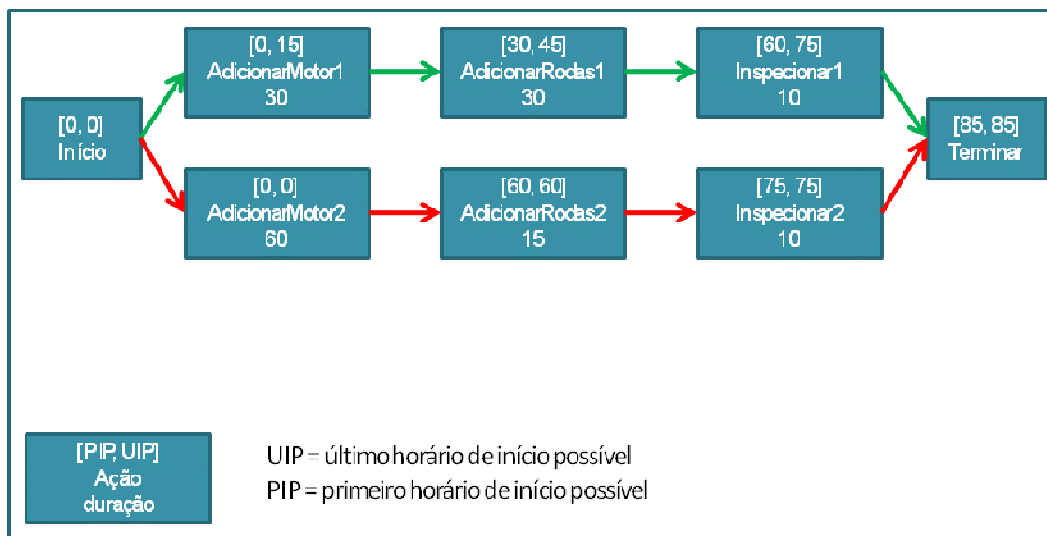 [0, 15]
AdicionarMotor1
30
[30, 45]
AdicionarRodas1
30
[60, 75]
Inspecionar1
10
[0, 0]
Início
[85, 85]
Terminar
[0, 0]
AdicionarMotor2
60
[60, 60]
AdicionarRodas2
15
[75, 75]
Inspecionar2
10
[PIP, UIP]
Ação
duração
UIP = último horário de início possível
PIP = primeiro horário de início possível